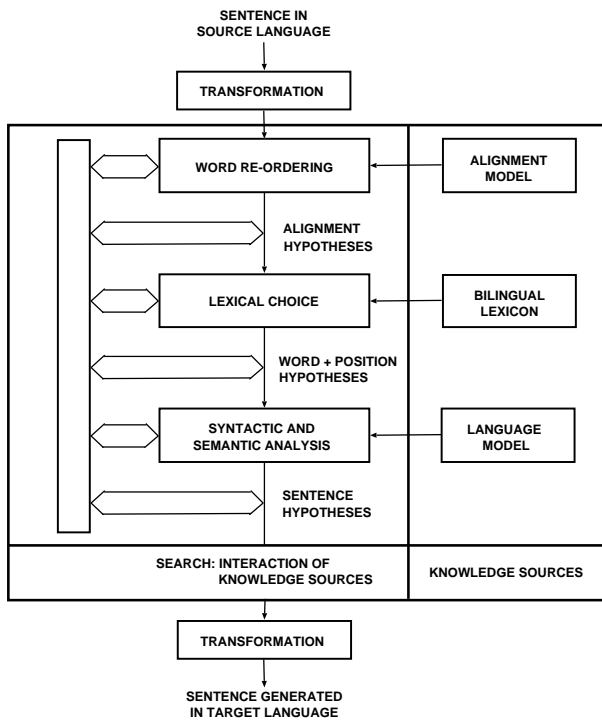 SENTENCE IN
SOURCE LANGUAGE
TRANSFORMATION
WORD RE-ORDERING
ALIGNMENT
MODEL
ALIGNMENT
HYPOTHESES
LEXICAL CHOICE
BILINGUAL
LEXICON
WORD + POSITION
HYPOTHESES
SYNTACTIC AND
SEMANTIC ANALYSIS
LANGUAGE
MODEL
SENTENCE
HYPOTHESES
SEARCH: INTERACTION OF
KNOWLEDGE SOURCES
KNOWLEDGE SOURCES
TRANSFORMATION
SENTENCE GENERATED
IN TARGET LANGUAGE